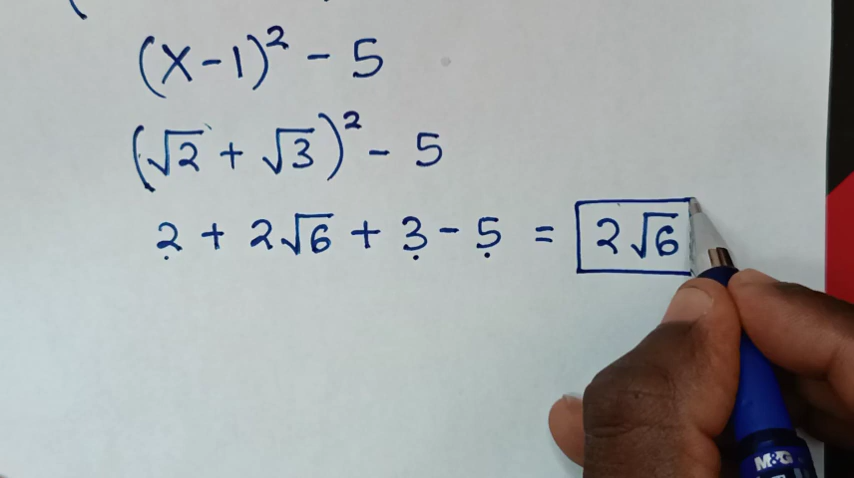 (x-1)² - 5
(√2 + √3)² - 5
2 + 2√6 + 3 - 5 = 2√6
M&G